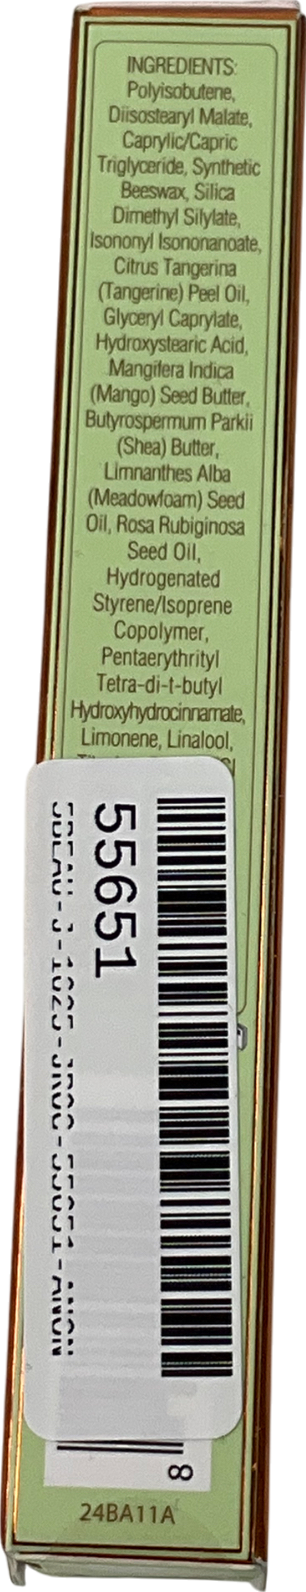 INGREDIENTS:
Polyisobutene,
Diisostearyl Malate,
Caprylic/Capric
Triglyceride, Synthetic
Beeswax, Silica
Dimethyl Silylate,
Isononyl Isononanoate,
Citrus Tangerina
(Tangerine) Peel Oil,
Glyceryl Caprylate,
Hydroxystearic Acid,
Mangifera Indica
(Mango) Seed Butter,
Butyrospermum Parkii
(Shea) Butter,
Limnanthes Alba
(Meadowfoam) Seed
Oil, Rosa Rubiginosa
Seed Oil,
Hydrogenated
Styrene/Isoprene
Copolymer,
Pentaerythrityl
Tetra-di-t-butyl
Hydroxyhydrocinnamate,
Limonene, Linalool,
55651
8
24BA11A